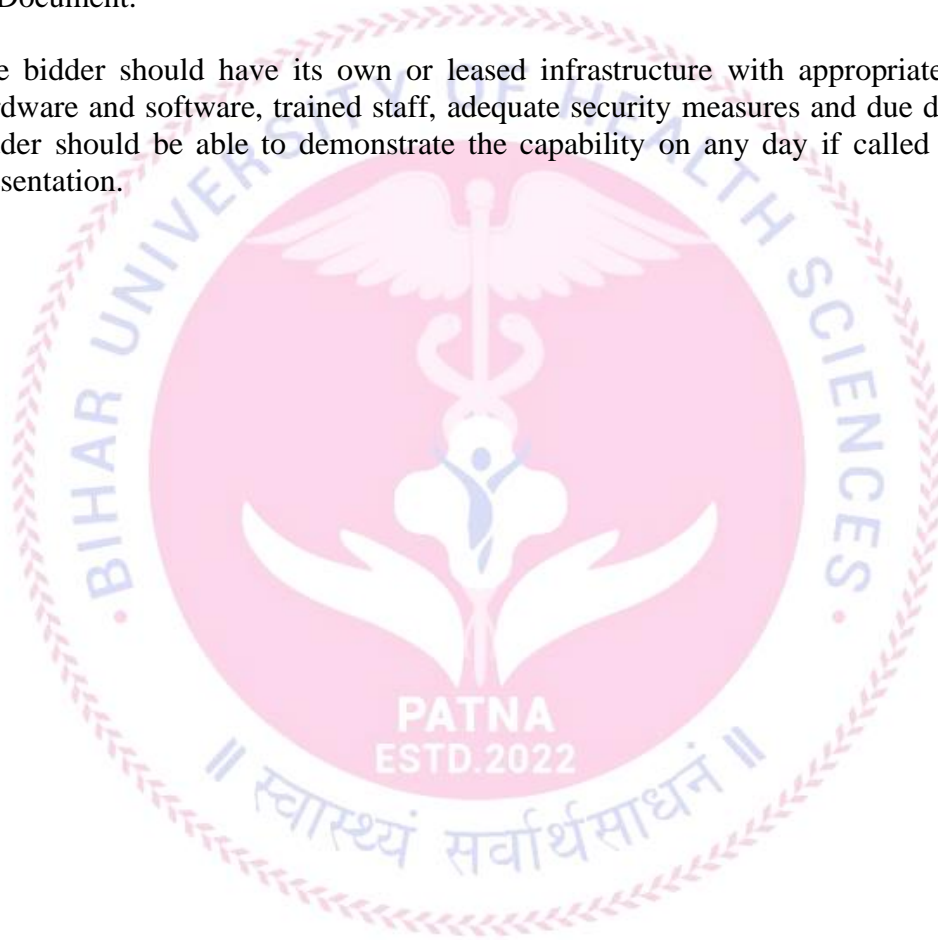 Document.
e bidder should have its own or leased infrastructure with appropriate
rdware and software, trained staff, adequate security measures and due d
der should be able to demonstrate the capability on any day if called
sentation.
BIHAR UNIVERSITY OF HEALTH SCIENCES
PATNA
ESTD.2022
॥ स्वास्थ्यं सर्वार्थसाधनं ॥